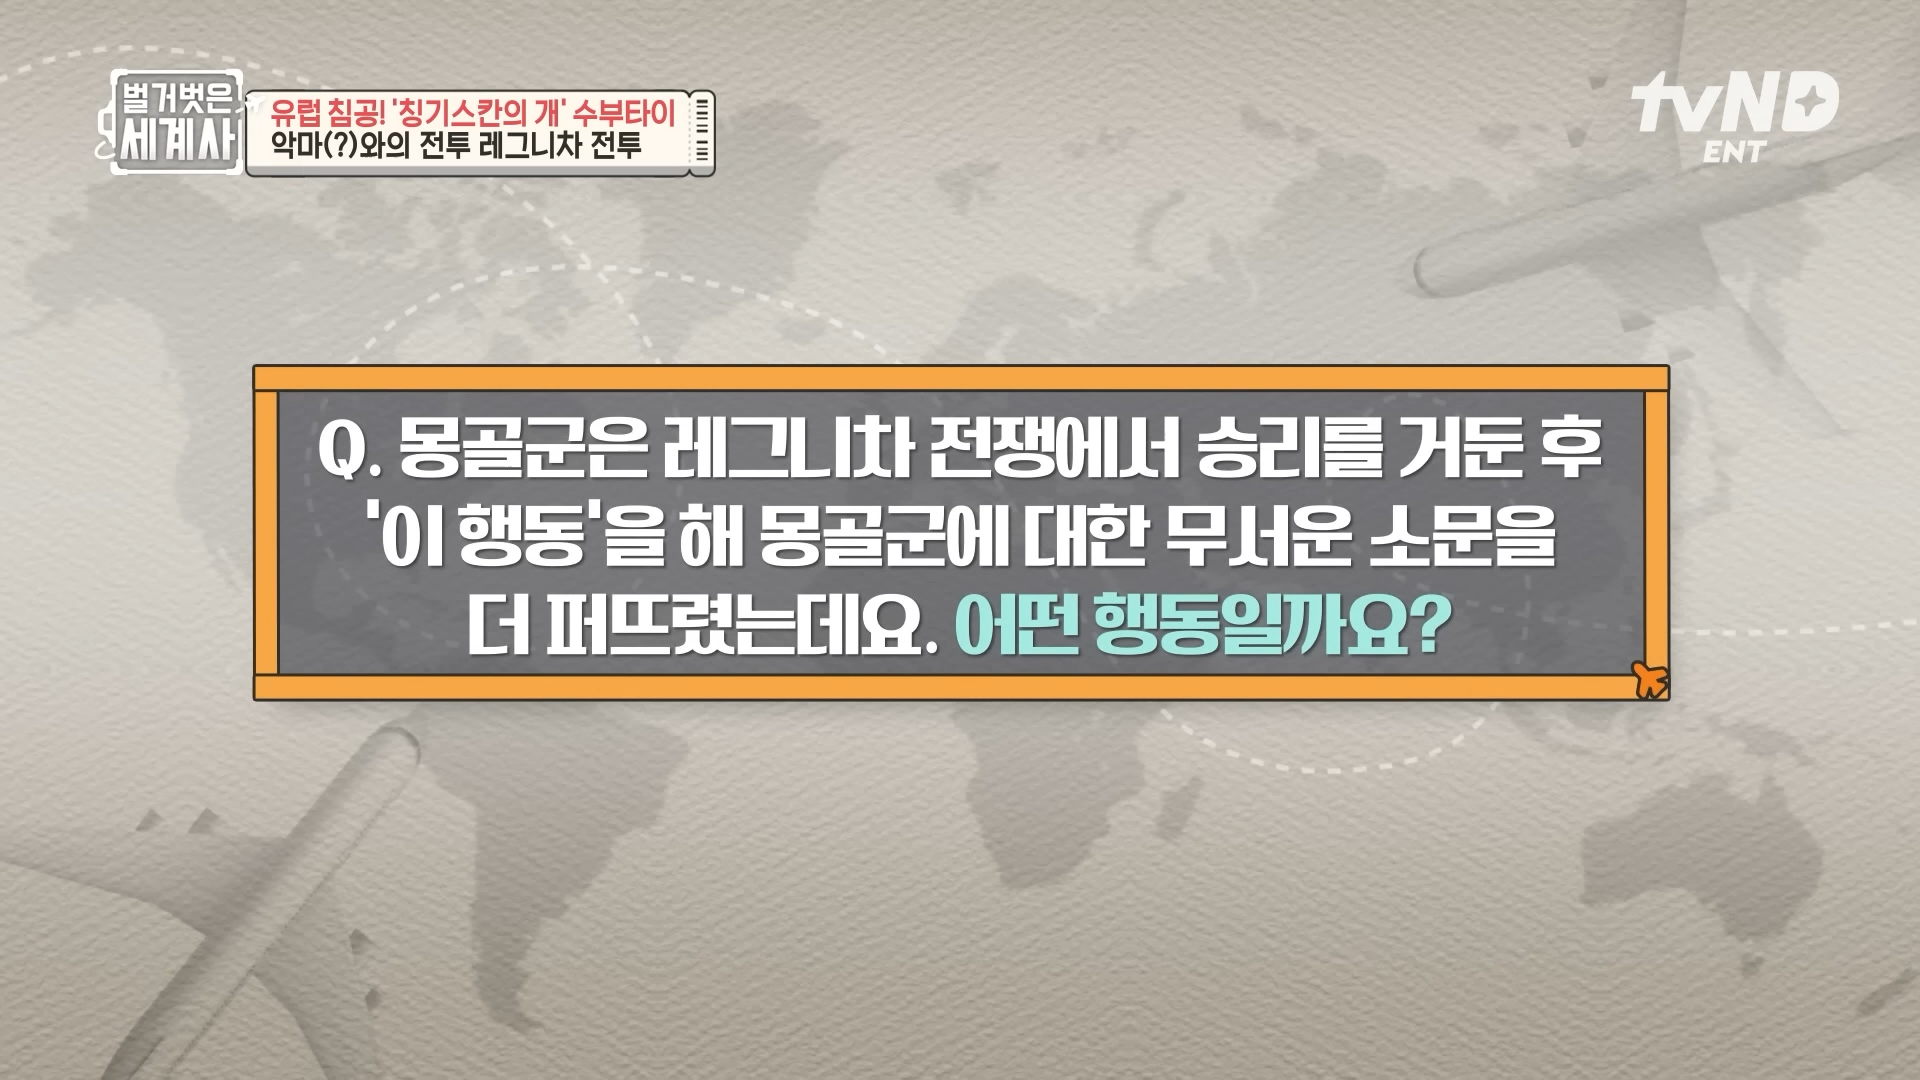 벌거벗은
세계사
유럽 침공! '칭기스칸의 개' 수부타이
악마(?)와의 전투 레그니차 전투
tvND
ENT
Q. 몽골군은 레그니차 전쟁에서 승리를 거둔 후
'이 행동'을 해 몽골군에 대한 무서운 소문을
더 퍼뜨렸는데요. 어떤 행동일까요?